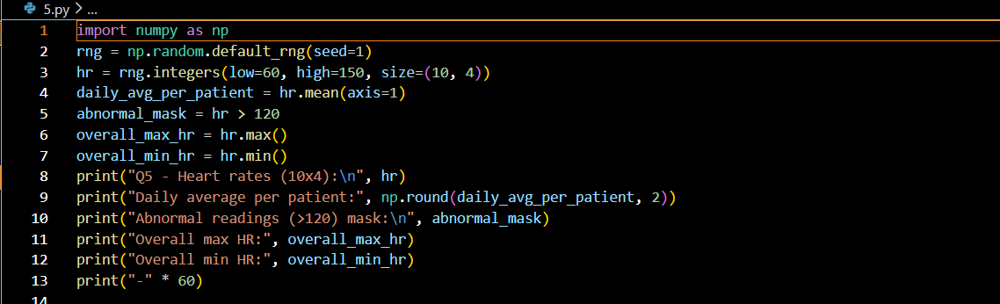 5.py > ...
1 import numpy as np
2 rng = np.random.default_rng(seed=1)
3 hr = rng.integers(low=60, high=150, size=(10, 4))
4 daily_avg_per_patient = hr.mean(axis=1)
5 abnormal_mask = hr > 120
6 overall_max_hr = hr.max()
7 overall_min_hr = hr.min()
8 print("Q5 - Heart rates (10x4):\n", hr)
9 print("Daily average per patient:", np.round(daily_avg_per_patient, 2))
10 print("Abnormal readings (>120) mask:\n", abnormal_mask)
11 print("Overall max HR:", overall_max_hr)
12 print("Overall min HR:", overall_min_hr)
13 print("-" * 60)
14